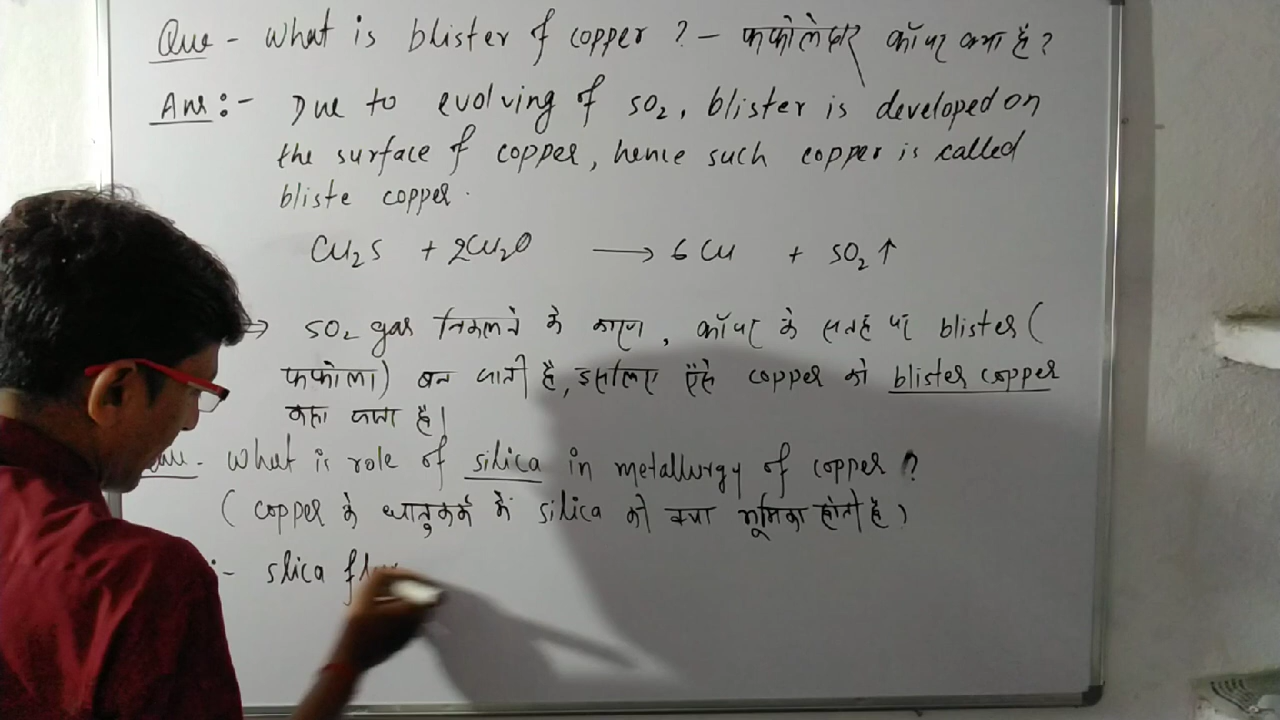 Que - What is blister of copper ? - फफोलेदार कॉपर क्या है ?
Ans :- Due to evolving of SO2, blister is developed on
the surface of copper, hence such copper is called
bliste copper.
Cu2S + 2Cu2O ⟶ 6 Cu + SO2 ↑
⇒ SO2 gas निकलने के कारण, कॉपर के सतह पर blister (
फफोला) बन जाती है, इसलिए ऐसे copper को blister copper
कहा जाता है।
Que - What is role of silica in metallurgy of copper ?
( copper के धातुकर्म में silica की क्या भूमिका होती है )
:- slica